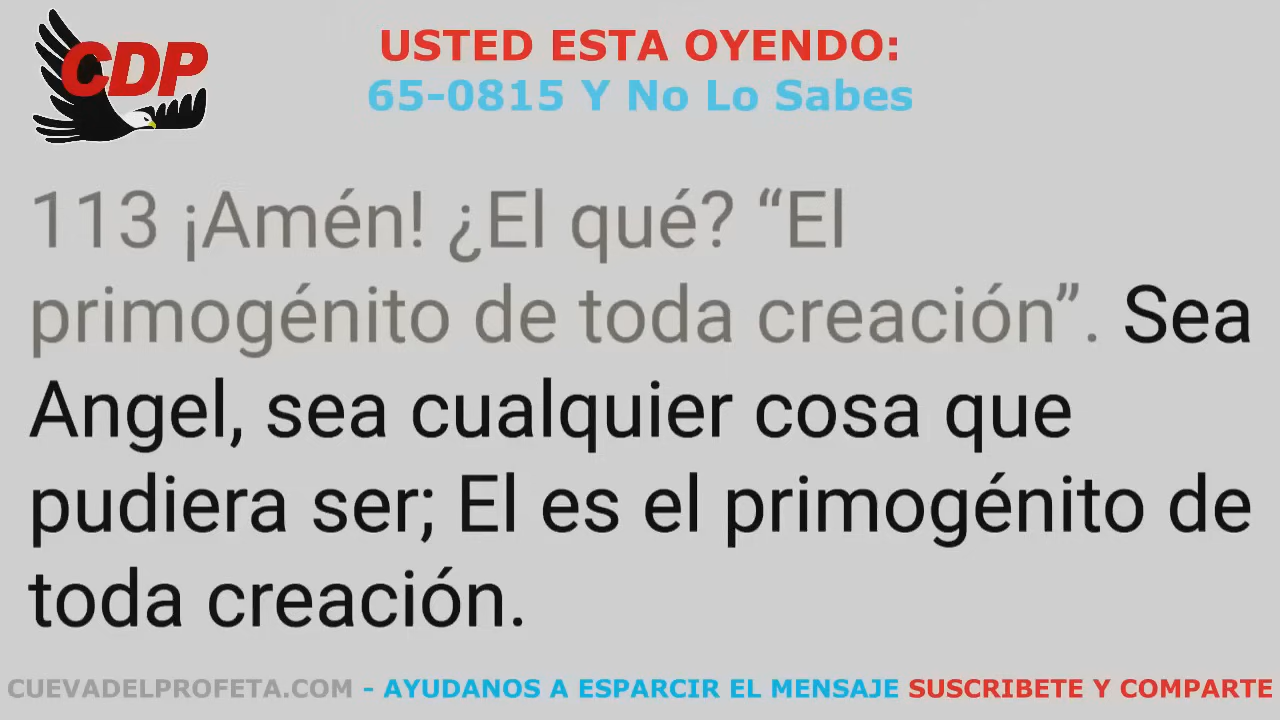 CDP
USTED ESTA OYENDO:
65-0815 Y No Lo Sabes
113 ¡Amén! ¿El qué? “El
primogénito de toda creación”. Sea
Angel, sea cualquier cosa que
pudiera ser; El es el primogénito de
toda creación.
CUEVADELPROFETA.COM - AYUDANOS A ESPARCIR EL MENSAJE SUSCRIBETE Y COMPARTE